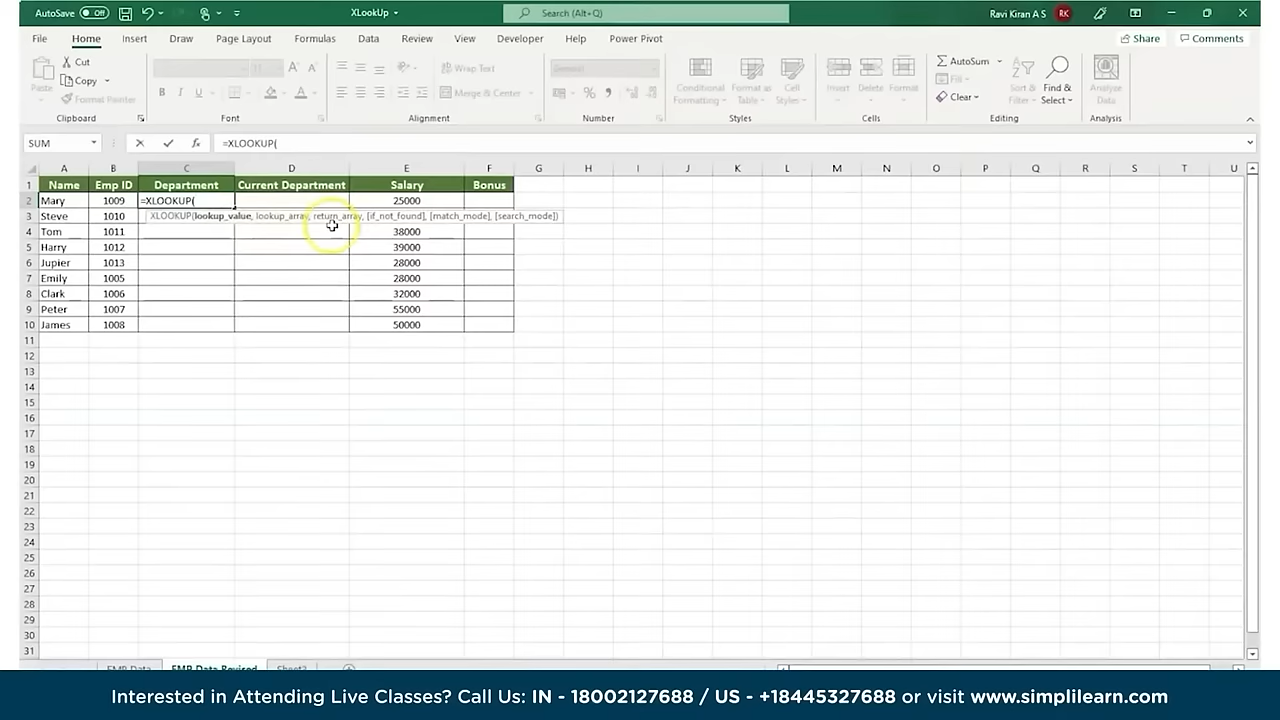 AutoSave Off XLookUp Search (Alt+Q) Ravi Kiran A S RK
File Home Insert Draw Page Layout Formulas Data Review View Developer Help Power Pivot Share Comments
Paste Cut Copy Format Painter
B I U Wrap Text Merge & Center General % Conditional Formatting Format as Table Cell Styles Insert Delete Format AutoSum Fill Clear Sort & Filter Find & Select Analyze Data
Clipboard Font Alignment Number Styles Cells Editing Analysis
SUM fx =XLOOKUP(
A B C D E F G H I J K L M N O P Q R S T U
1 Name Emp ID Department Current Department Salary Bonus
2 Mary 1009 =XLOOKUP( 25000
3 Steve 1010 XLOOKUP(lookup_value, lookup_array, return_array, [if_not_found], [match_mode], [search_mode])
4 Tom 1011 38000
5 Harry 1012 39000
6 Jupier 1013 28000
7 Emily 1005 28000
8 Clark 1006 32000
9 Peter 1007 55000
10 James 1008 50000
11
12
13
14
15
16
17
18
19
20
21
22
23
24
25
26
27
28
29
30
31
EMP Data EMP Data Revised Sheet3
Interested in Attending Live Classes? Call Us: IN - 18002127688 / US - +18445327688 or visit www.simplilearn.com